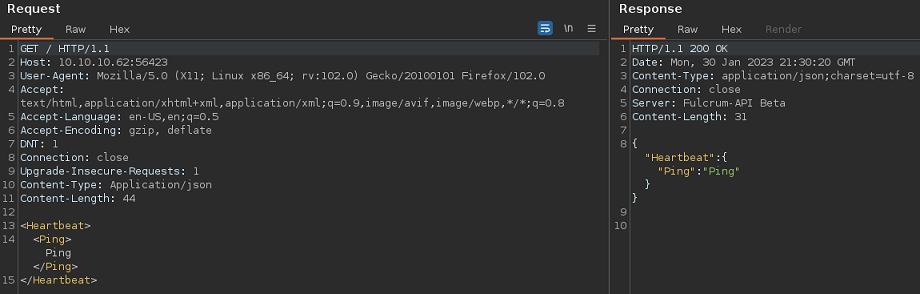 Request
Pretty Raw Hex
\n
1 GET / HTTP/1.1
2 Host: 10.10.10.62:56423
3 User-Agent: Mozilla/5.0 (X11; Linux x86_64; rv:102.0) Gecko/20100101 Firefox/102.0
4 Accept:
text/html,application/xhtml+xml,application/xml;q=0.9,image/avif,image/webp,*/*;q=0.8
5 Accept-Language: en-US,en;q=0.5
6 Accept-Encoding: gzip, deflate
7 DNT: 1
8 Connection: close
9 Upgrade-Insecure-Requests: 1
10 Content-Type: Application/json
11 Content-Length: 44
12
13 <Heartbeat>
14 <Ping>
Ping
</Ping>
15 </Heartbeat>
Response
Pretty Raw Hex Render
1 HTTP/1.1 200 OK
2 Date: Mon, 30 Jan 2023 21:30:20 GMT
3 Content-Type: application/json;charset=utf-8
4 Connection: close
5 Server: Fulcrum-API Beta
6 Content-Length: 31
7
8 {
"Heartbeat":{
"Ping":"Ping"
}
}
9
10